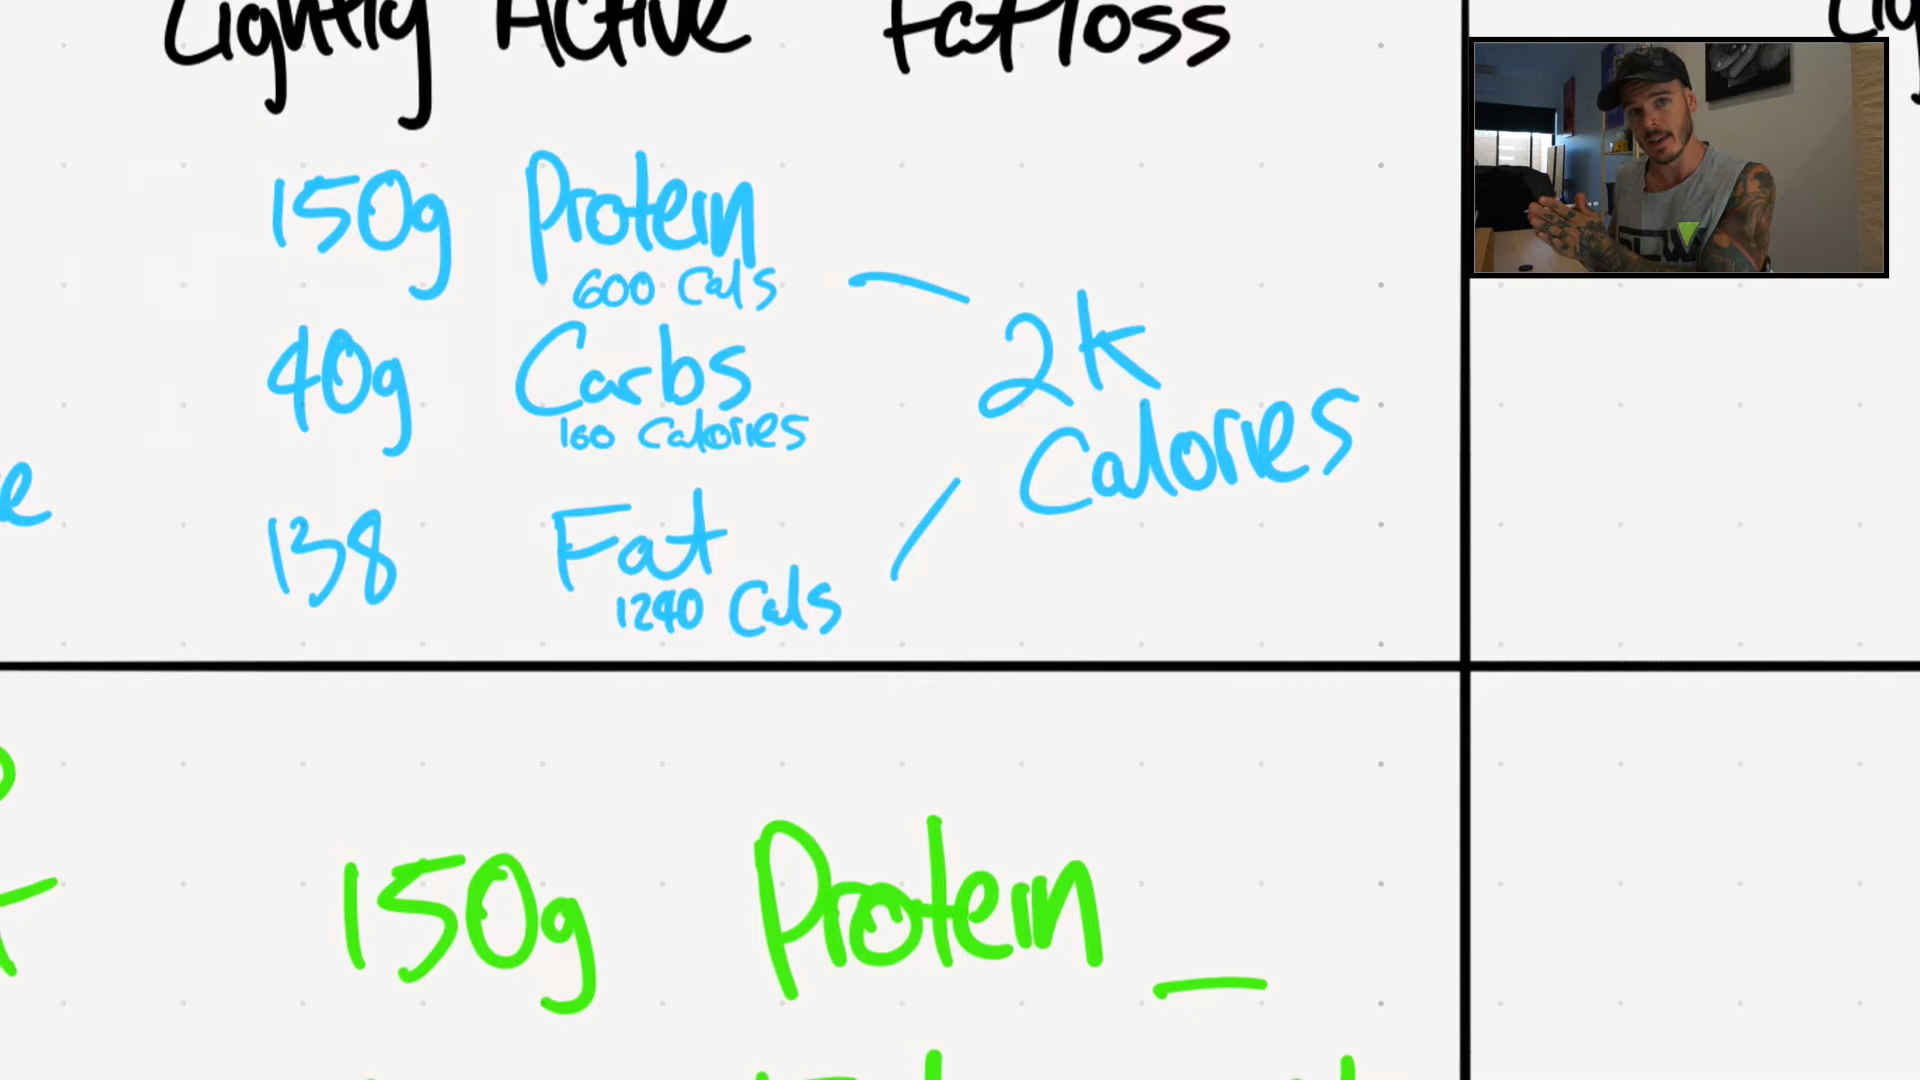 Lightly Active Fat loss
150g Protein
600 Cals
40g Carbs
160 Calories
138 Fat
1240 Cals
2k
Calories
150g Protein